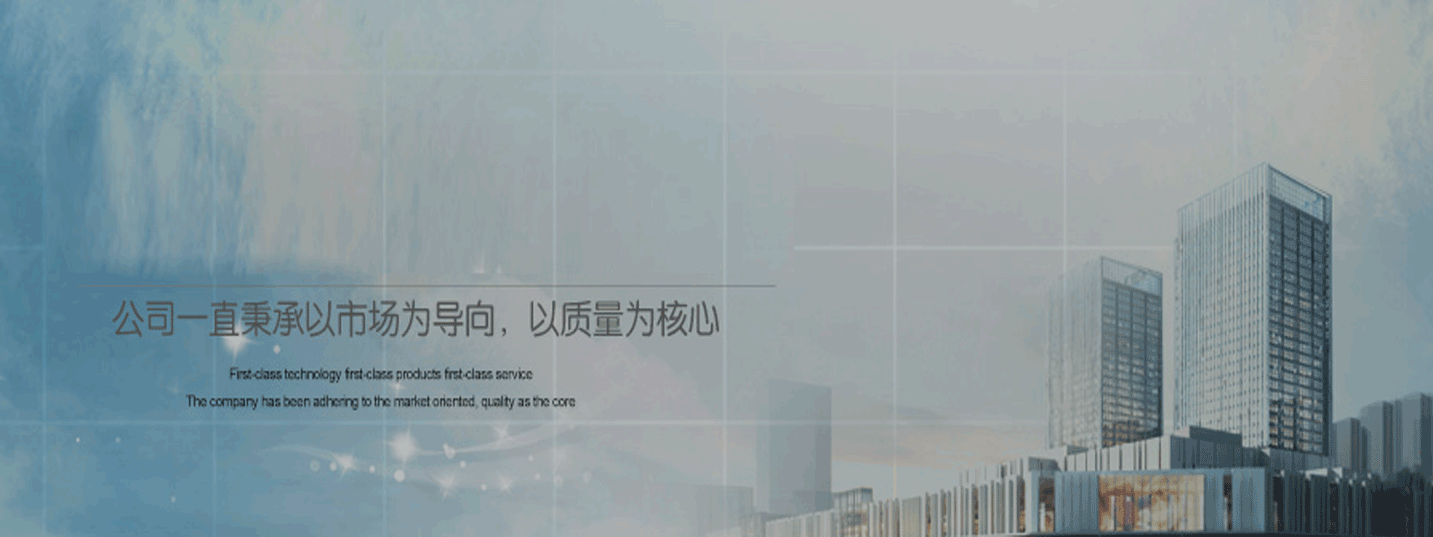 公司一直秉承以市场为导向，以质量为核心
First-class technology first-class products first-class service
The company has been adhering to the market oriented, quality as the core